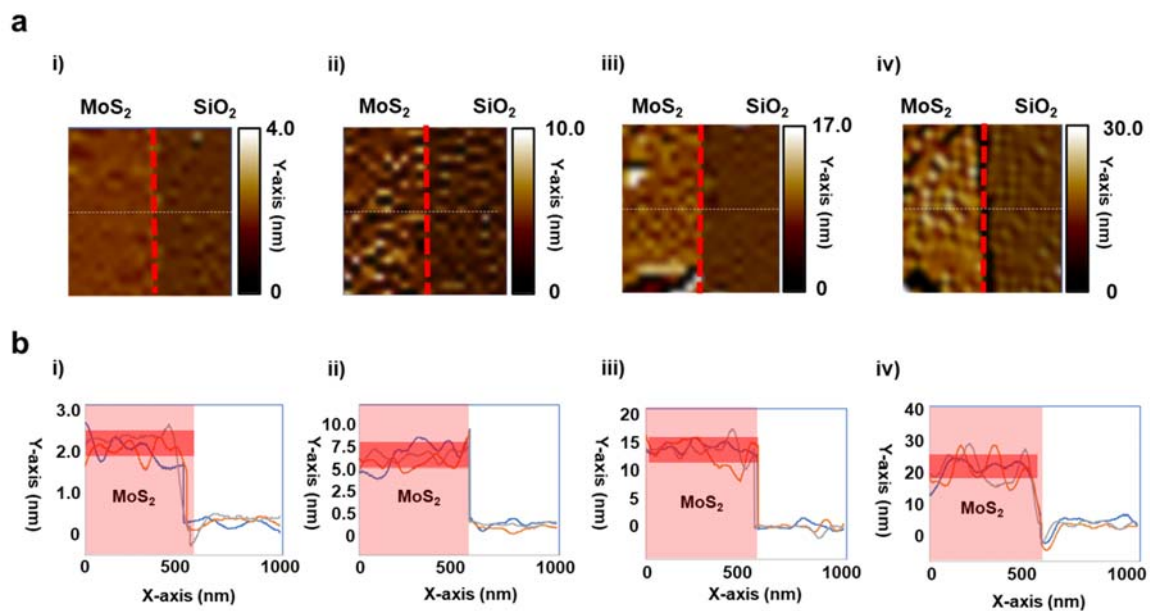 a
i)
ii)
iii)
iv)
MoS2 SiO2
MoS2 SiO2
MoS2 SiO2
MoS2 SiO2
4.0
Y-axis (nm)
0
10.0
Y-axis (nm)
0
17.0
Y-axis (nm)
0
30.0
Y-axis (nm)
0
b
i)
3.0
2.0
1.0
0
Y-axis (nm)
MoS2
0 500 1000
X-axis (nm)
ii)
10.0
7.5
5.0
2.5
0.5
0
Y-axis (nm)
MoS2
0 500 1000
X-axis (nm)
iii)
20
15
10
5
0
Y-axis (nm)
MoS2
0 500 1000
X-axis (nm)
iv)
40
30
20
10
0
Y-axis (nm)
MoS2
0 500 1000
X-axis (nm)